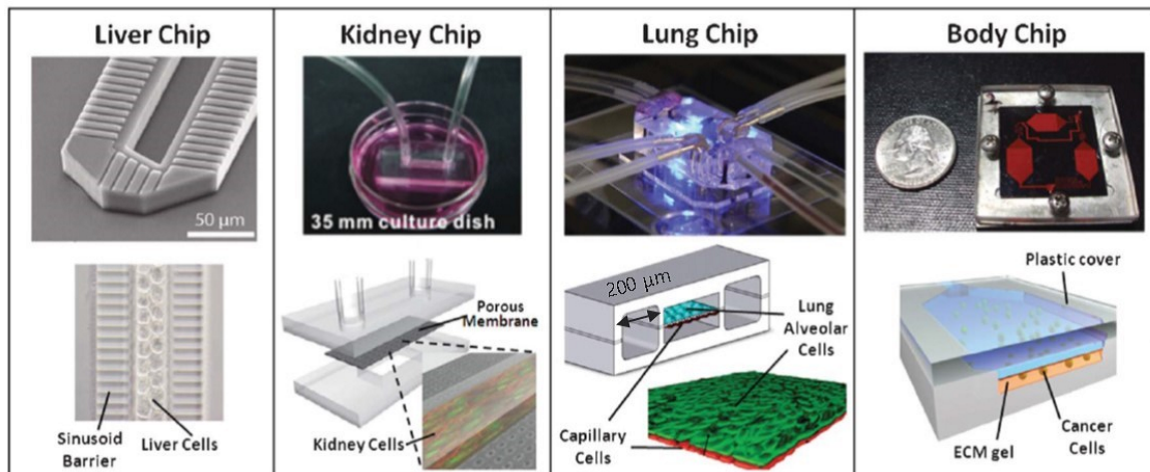 Liver Chip
50 µm
Sinusoid
Barrier
Liver Cells
Kidney Chip
35 mm culture dish
Porous
Membrane
Kidney Cells
Lung Chip
200 µm
Lung
Alveolar
Cells
Capillary
Cells
Body Chip
Plastic cover
ECM gel
Cancer
Cells